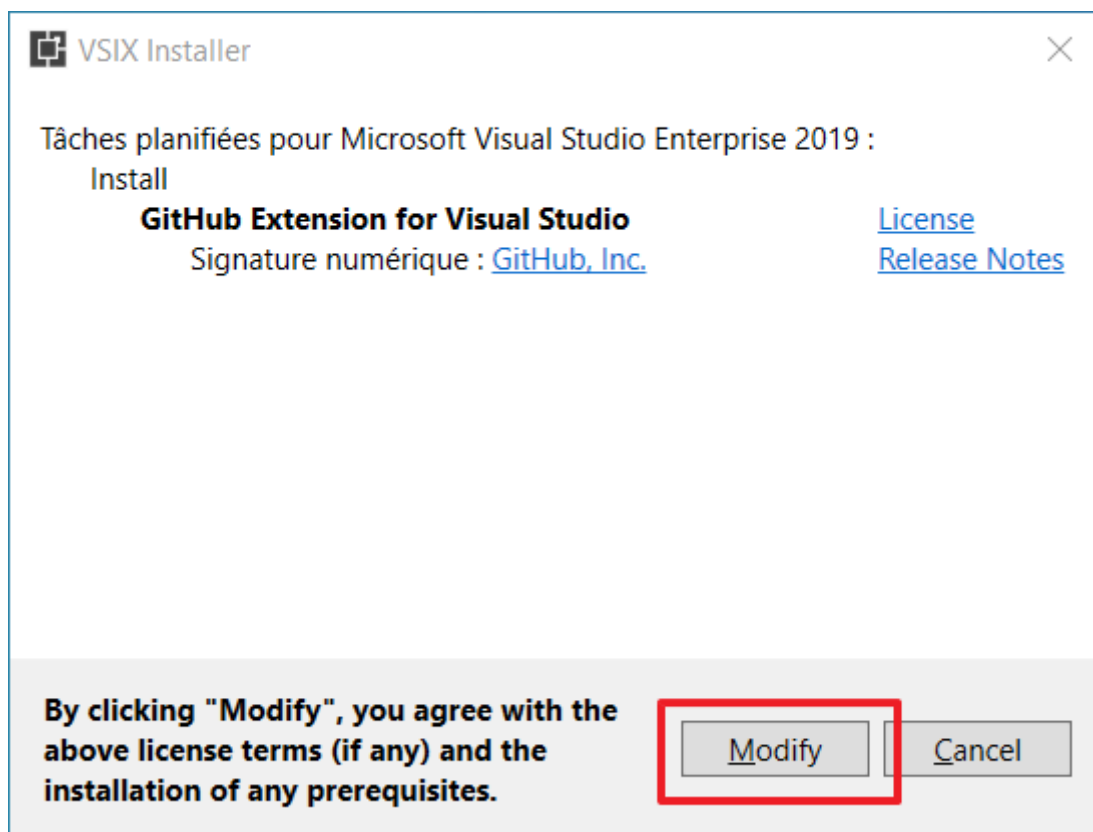 VSIX Installer
Tâches planifiées pour Microsoft Visual Studio Enterprise 2019 :
Install
GitHub Extension for Visual Studio License
Signature numérique : GitHub, Inc. Release Notes
By clicking "Modify", you agree with the
above license terms (if any) and the
installation of any prerequisites.
Modify Cancel